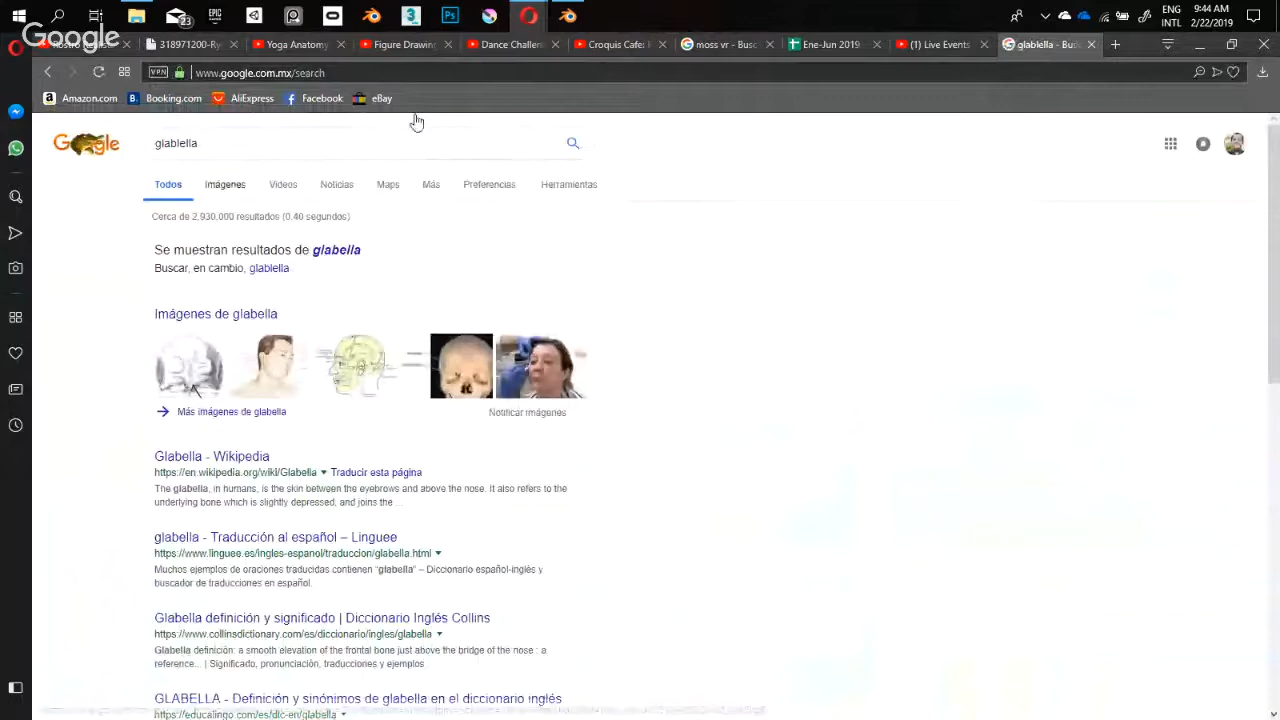 23
EPIC
Ps
ENG
INTL
9:44 AM
2/22/2019
Google
318971200-Ry
Yoga Anatomy
Figure Drawing
Dance Challen
Croquis Cafe:
moss vr - Bus
Ene-Jun 2019
(1) Live Events
glablella - Bus
VPN
www.google.com.mx/search
Amazon.com
Booking.com
AliExpress
Facebook
eBay
Google
glablella
Todos
Imágenes
Videos
Noticias
Maps
Más
Preferencias
Herramientas
Cerca de 2,930,000 resultados (0.40 segundos)
Se muestran resultados de glabella
Buscar, en cambio, glablella
Imágenes de glabella
Más imágenes de glabella
Notificar imágenes
Glabella - Wikipedia
https://en.wikipedia.org/wiki/Glabella ▾ Traducir esta página
The glabella, in humans, is the skin between the eyebrows and above the nose. It also refers to the
underlying bone which is slightly depressed, and joins the ...
glabella - Traducción al español – Linguee
https://www.linguee.es/ingles-espanol/traduccion/glabella.html
Muchos ejemplos de oraciones traducidas contienen "glabella" – Diccionario español-inglés y
buscador de traducciones en español.
Glabella definición y significado | Diccionario Inglés Collins
https://www.collinsdictionary.com/es/diccionario/ingles/glabella
Glabella definición: a smooth elevation of the frontal bone just above the bridge of the nose : a
reference... | Significado, pronunciación, traducciones y ejemplos
GLABELLA - Definición y sinónimos de glabella en el diccionario inglés
https://educalingo.com/es/dic-en/glabella